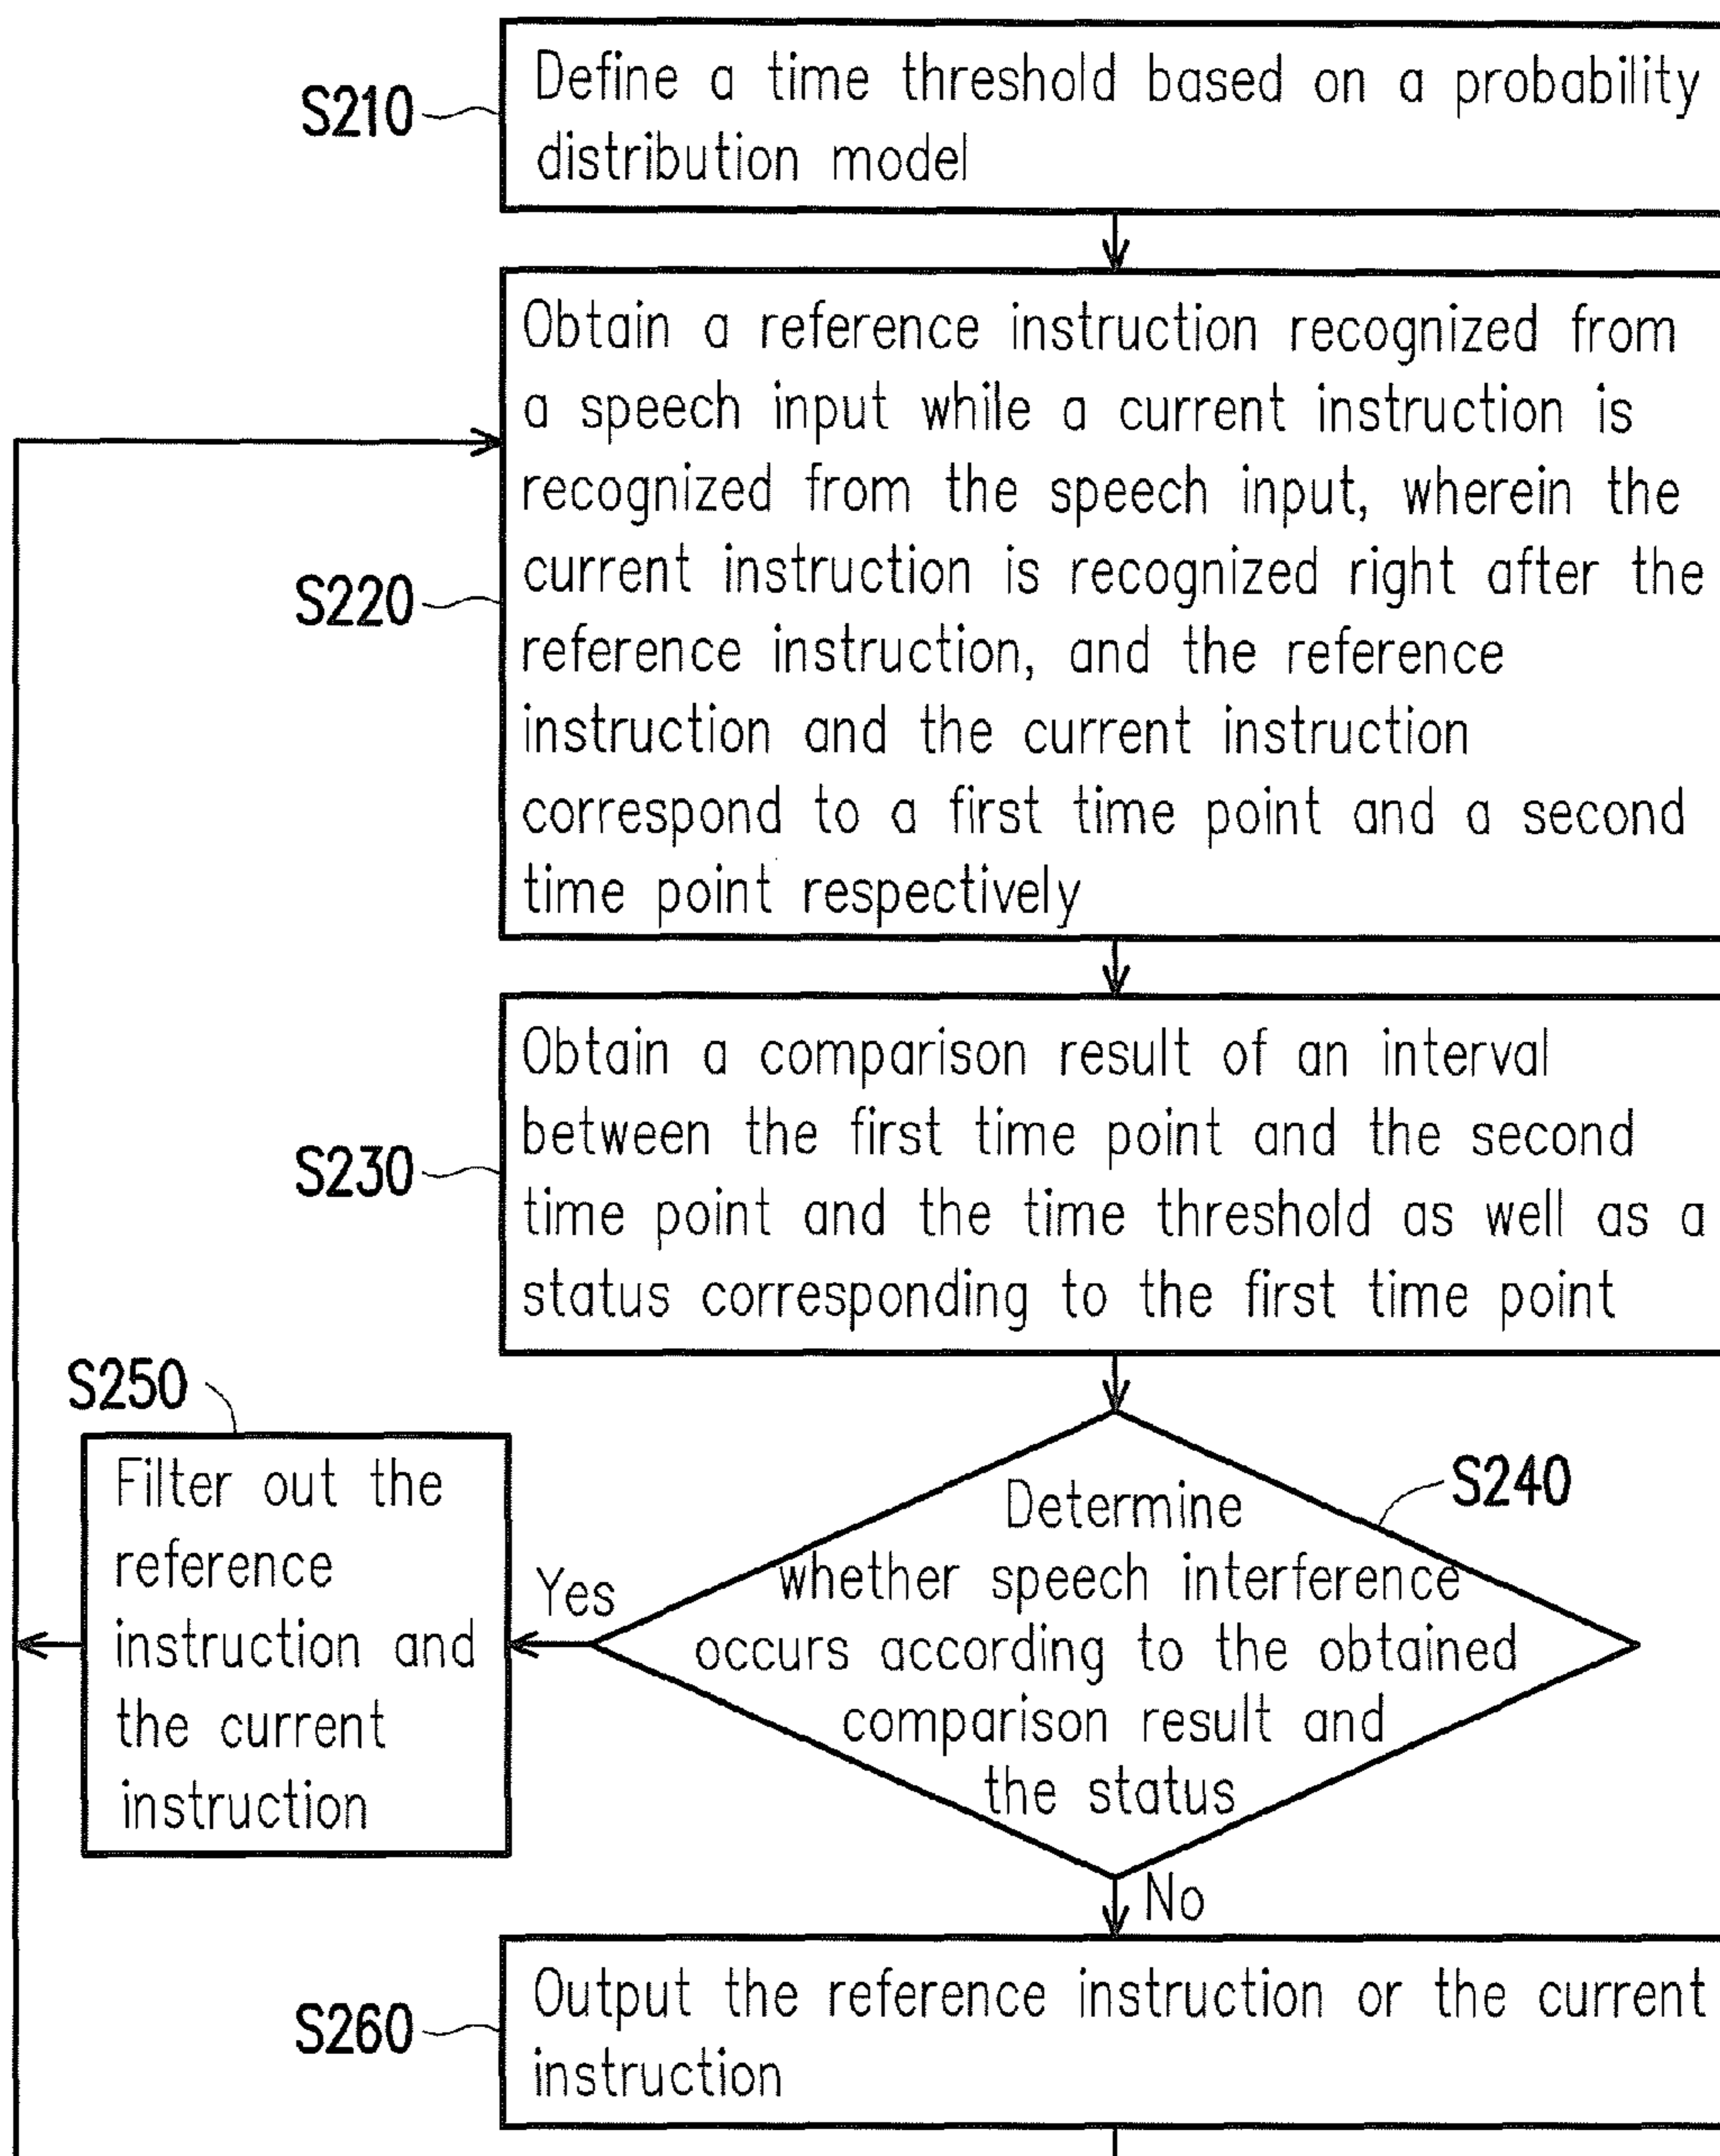 S210
Define a time threshold based on a probability
distribution model
S220
Obtain a reference instruction recognized from
a speech input while a current instruction is
recognized from the speech input, wherein the
current instruction is recognized right after the
reference instruction, and the reference
instruction and the current instruction
correspond to a first time point and a second
time point respectively
S230
Obtain a comparison result of an interval
between the first time point and the second
time point and the time threshold as well as a
status corresponding to the first time point
S240
Determine
whether speech interference
occurs according to the obtained
comparison result and
the status
Yes
S250
Filter out the
reference
instruction and
the current
instruction
No
S260
Output the reference instruction or the current
instruction